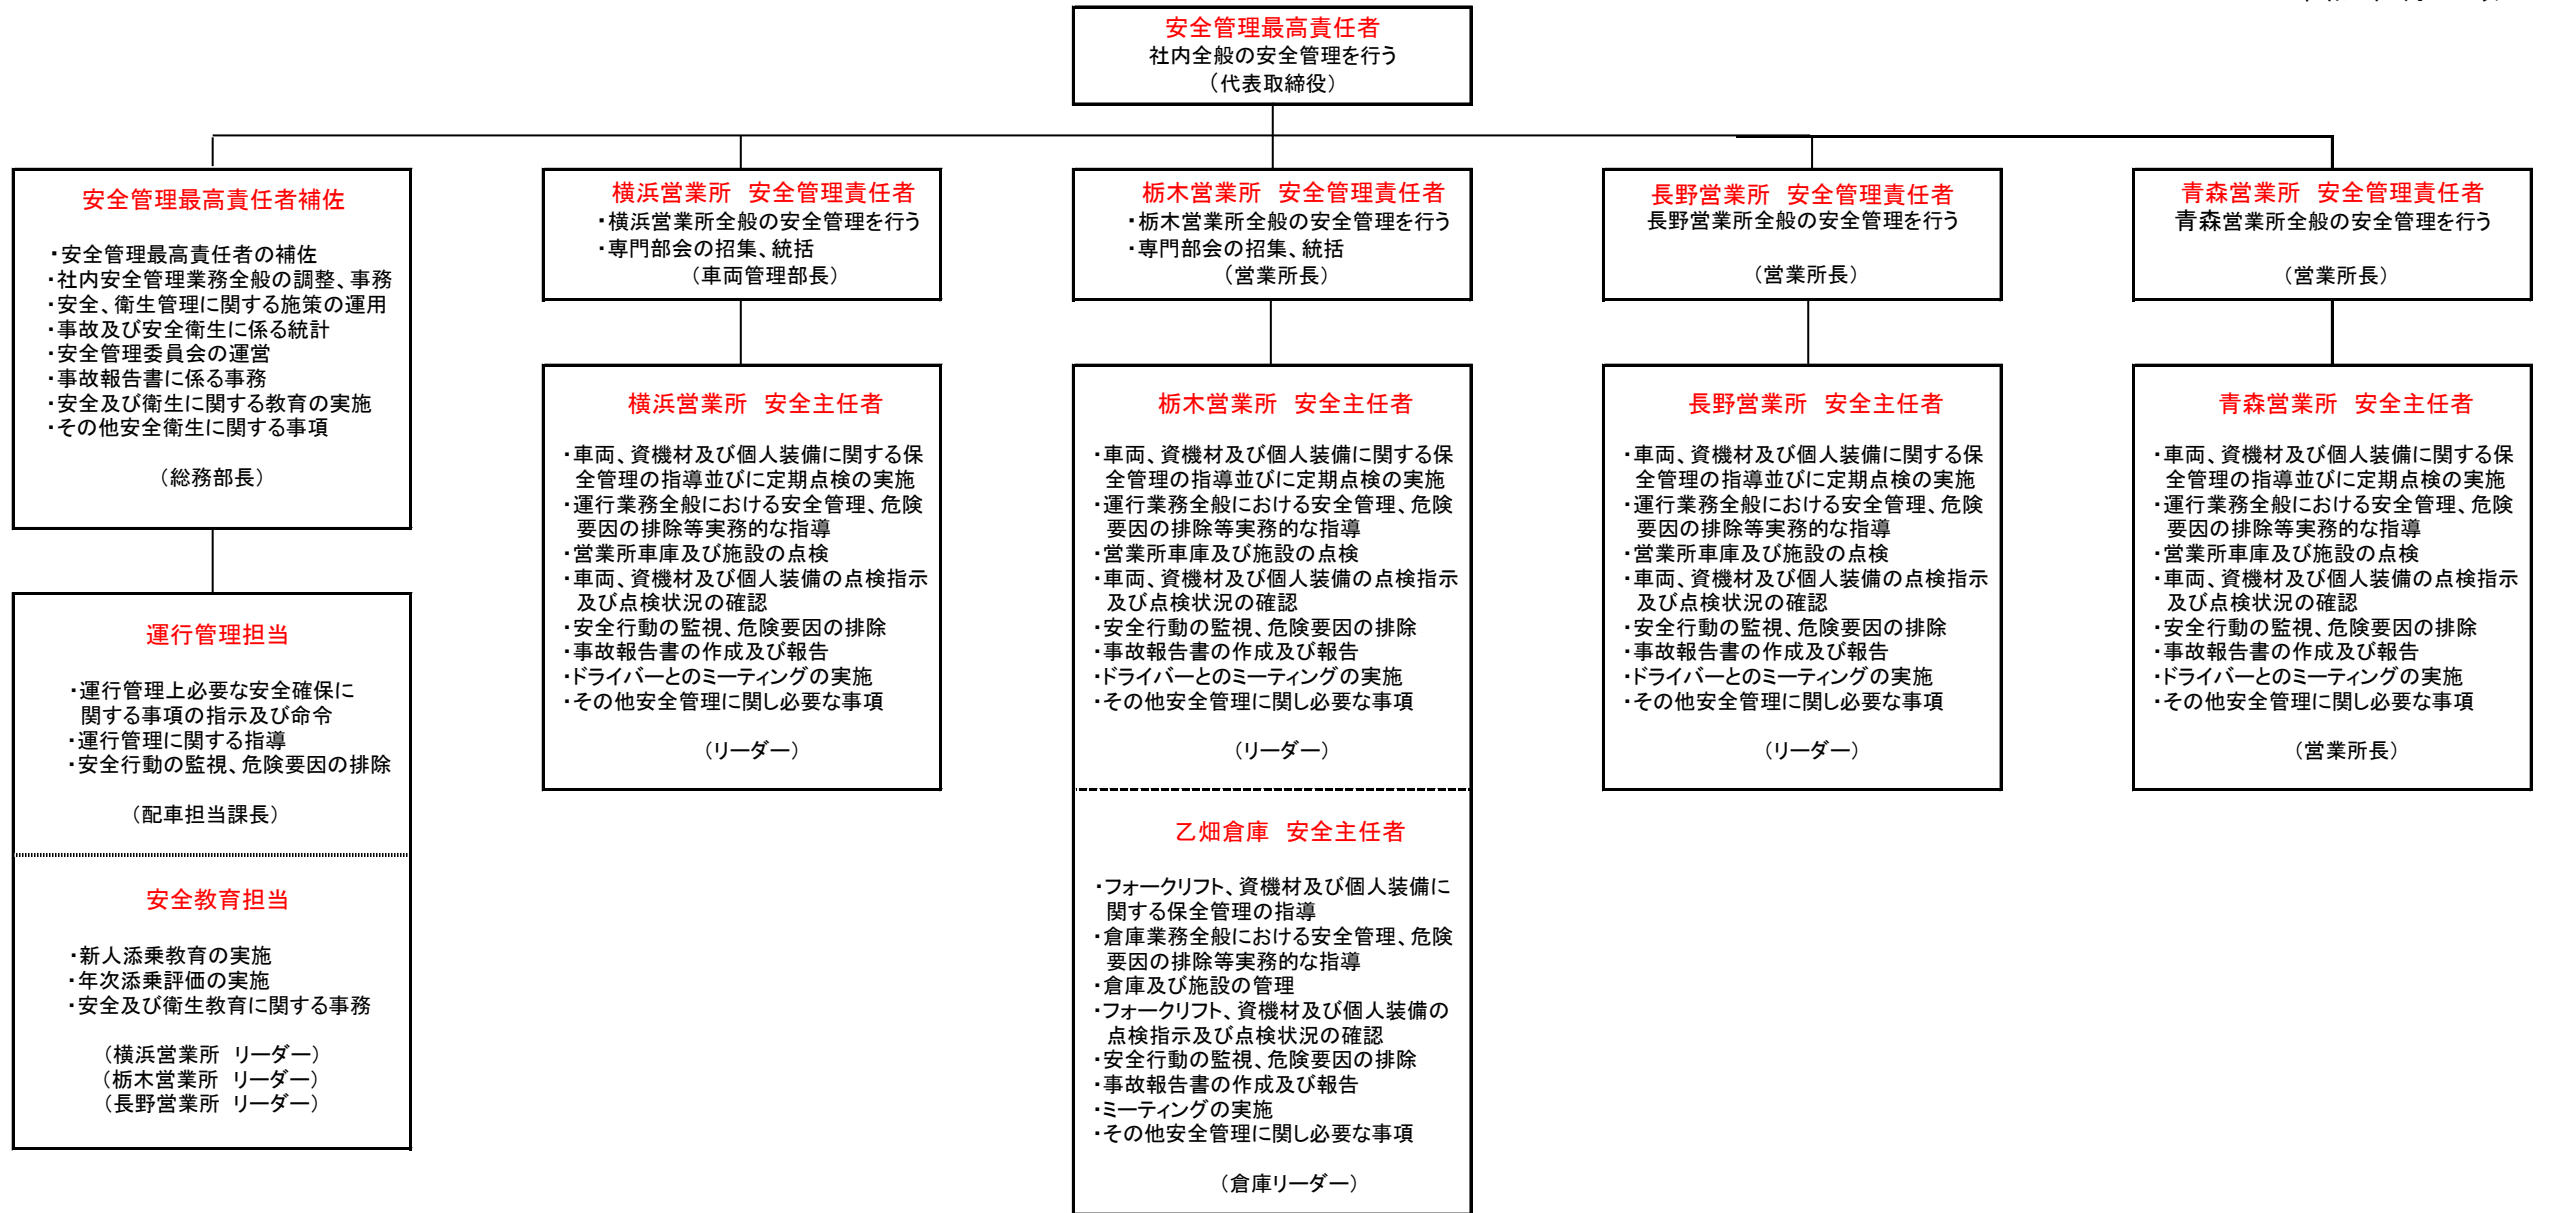 安全管理最高責任者
社内全般の安全管理を行う
（代表取締役）
安全管理最高責任者補佐
・安全管理最高責任者の補佐
・社内安全管理業務全般の調整、事務
・安全、衛生管理に関する施策の運用
・事故及び安全衛生に係る統計
・安全管理委員会の運営
・事故報告書に係る事務
・安全及び衛生に関する教育の実施
・その他安全衛生に関する事項
（総務部長）
運行管理担当
・運行管理上必要な安全確保に
関する事項の指示及び命令
・運行管理に関する指導
・安全行動の監視、危険要因の排除
（配車担当課長）
安全教育担当
・新人添乗教育の実施
・年次添乗評価の実施
・安全及び衛生教育に関する事務
（横浜営業所　リーダー）
（栃木営業所　リーダー）
（長野営業所　リーダー）
横浜営業所　安全管理責任者
・横浜営業所全般の安全管理を行う
・専門部会の招集、統括
（車両管理部長）
横浜営業所　安全主任者
・車両、資機材及び個人装備に関する保
全管理の指導並びに定期点検の実施
・運行業務全般における安全管理、危険
要因の排除等実務的な指導
・営業所車庫及び施設の点検
・車両、資機材及び個人装備の点検指示
及び点検状況の確認
・安全行動の監視、危険要因の排除
・事故報告書の作成及び報告
・ドライバーとのミーティングの実施
・その他安全管理に関し必要な事項
（リーダー）
栃木営業所　安全管理責任者
・栃木営業所全般の安全管理を行う
・専門部会の招集、統括
（営業所長）
栃木営業所　安全主任者
・車両、資機材及び個人装備に関する保
全管理の指導並びに定期点検の実施
・運行業務全般における安全管理、危険
要因の排除等実務的な指導
・営業所車庫及び施設の点検
・車両、資機材及び個人装備の点検指示
及び点検状況の確認
・安全行動の監視、危険要因の排除
・事故報告書の作成及び報告
・ドライバーとのミーティングの実施
・その他安全管理に関し必要な事項
（リーダー）
乙畑倉庫　安全主任者
・フォークリフト、資機材及び個人装備に
関する保全管理の指導
・倉庫業務全般における安全管理、危険
要因の排除等実務的な指導
・倉庫及び施設の管理
・フォークリフト、資機材及び個人装備の
点検指示及び点検状況の確認
・安全行動の監視、危険要因の排除
・事故報告書の作成及び報告
・ミーティングの実施
・その他安全管理に関し必要な事項
（倉庫リーダー）
長野営業所　安全管理責任者
長野営業所全般の安全管理を行う
（営業所長）
長野営業所　安全主任者
・車両、資機材及び個人装備に関する保
全管理の指導並びに定期点検の実施
・運行業務全般における安全管理、危険
要因の排除等実務的な指導
・営業所車庫及び施設の点検
・車両、資機材及び個人装備の点検指示
及び点検状況の確認
・安全行動の監視、危険要因の排除
・事故報告書の作成及び報告
・ドライバーとのミーティングの実施
・その他安全管理に関し必要な事項
（リーダー）
青森営業所　安全管理責任者
青森営業所全般の安全管理を行う
（営業所長）
青森営業所　安全主任者
・車両、資機材及び個人装備に関する保
全管理の指導並びに定期点検の実施
・運行業務全般における安全管理、危険
要因の排除等実務的な指導
・営業所車庫及び施設の点検
・車両、資機材及び個人装備の点検指示
及び点検状況の確認
・安全行動の監視、危険要因の排除
・事故報告書の作成及び報告
・ドライバーとのミーティングの実施
・その他安全管理に関し必要な事項
（営業所長）